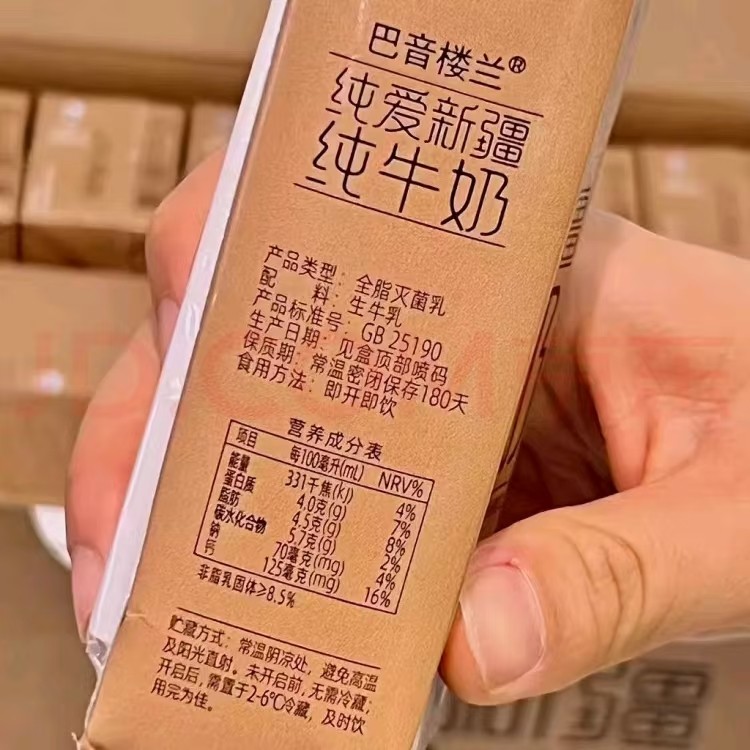 巴音楼兰®
纯爱新疆
纯牛奶
产品类型：全脂灭菌乳
配 料：生牛乳
产品标准号：GB 25190
生产日期：见盒顶部喷码
保质期：常温密闭保存180天
食用方法：即开即饮
营养成分表
项目 每100毫升(mL) NRV%
能量 331千焦(kJ) 4%
蛋白质 4.0克(g) 7%
脂肪 4.5克(g) 8%
碳水化合物 5.7克(g) 2%
钠 70毫克(mg) 4%
钙 125毫克(mg) 16%
非脂乳固体≥8.5%
贮藏方式：常温阴凉处，避免高温
及阳光直射，未开启前，无需冷藏；
开启后，需置于2-6℃冷藏，及时饮
用完为佳。